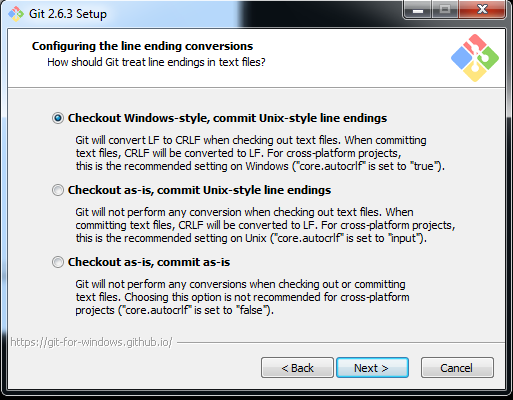 Git 2.6.3 Setup
Configuring the line ending conversions
How should Git treat line endings in text files?
Checkout Windows-style, commit Unix-style line endings
Git will convert LF to CRLF when checking out text files. When committing
text files, CRLF will be converted to LF. For cross-platform projects,
this is the recommended setting on Windows ("core.autocrlf" is set to "true").
Checkout as-is, commit Unix-style line endings
Git will not perform any conversion when checking out text files. When
committing text files, CRLF will be converted to LF. For cross-platform projects,
this is the recommended setting on Unix ("core.autocrlf" is set to "input").
Checkout as-is, commit as-is
Git will not perform any conversions when checking out or committing
text files. Choosing this option is not recommended for cross-platform
projects ("core.autocrlf" is set to "false").
https://git-for-windows.github.io/
< Back
Next >
Cancel